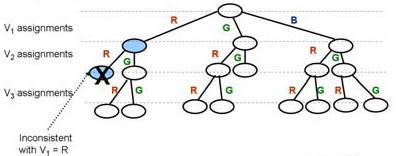 R G B
V₁ assignments
R G R G R G
V₂ assignments
X
R G R G R G R G
V₃ assignments
Inconsistent
with V₁ = R